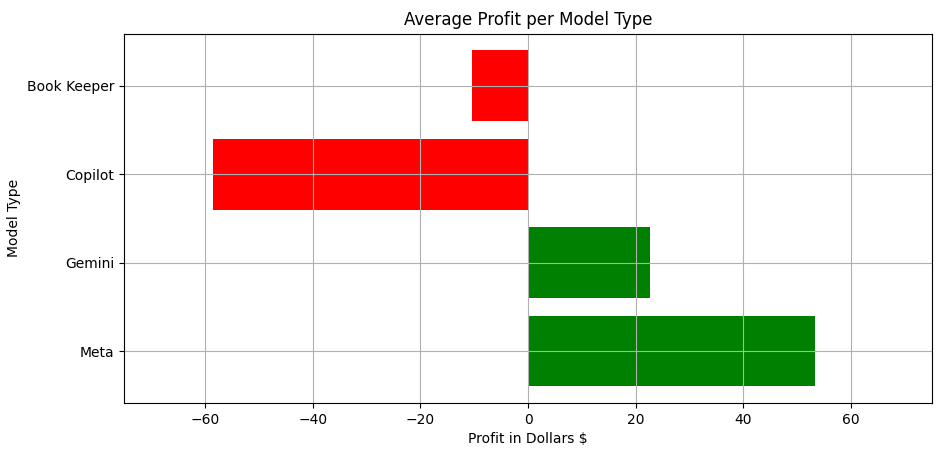 Average Profit per Model Type
Model Type
Book Keeper
Copilot
Gemini
Meta
−60 −40 −20 0 20 40 60
Profit in Dollars $